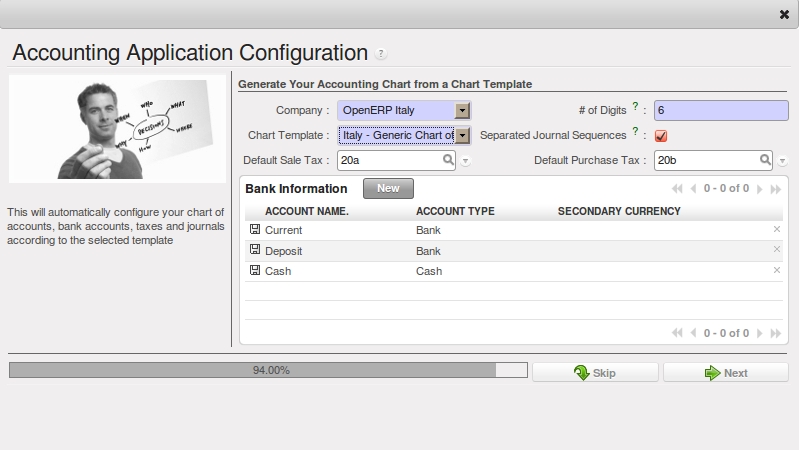 Accounting Application Configuration ?
WHO
WHAT
WHEN
DECISIONS
WHERE
WHY
HOW
This will automatically configure your chart of
accounts, bank accounts, taxes and journals
according to the selected template
Generate Your Accounting Chart from a Chart Template
Company : OpenERP Italy # of Digits ? : 6
Chart Template : Italy - Generic Chart of Separated Journal Sequences ? :
Default Sale Tax : 20a Default Purchase Tax : 20b
Bank Information New 0 - 0 of 0
ACCOUNT NAME. ACCOUNT TYPE SECONDARY CURRENCY
Current Bank
Deposit Bank
Cash Cash
0 - 0 of 0
94.00% Skip Next